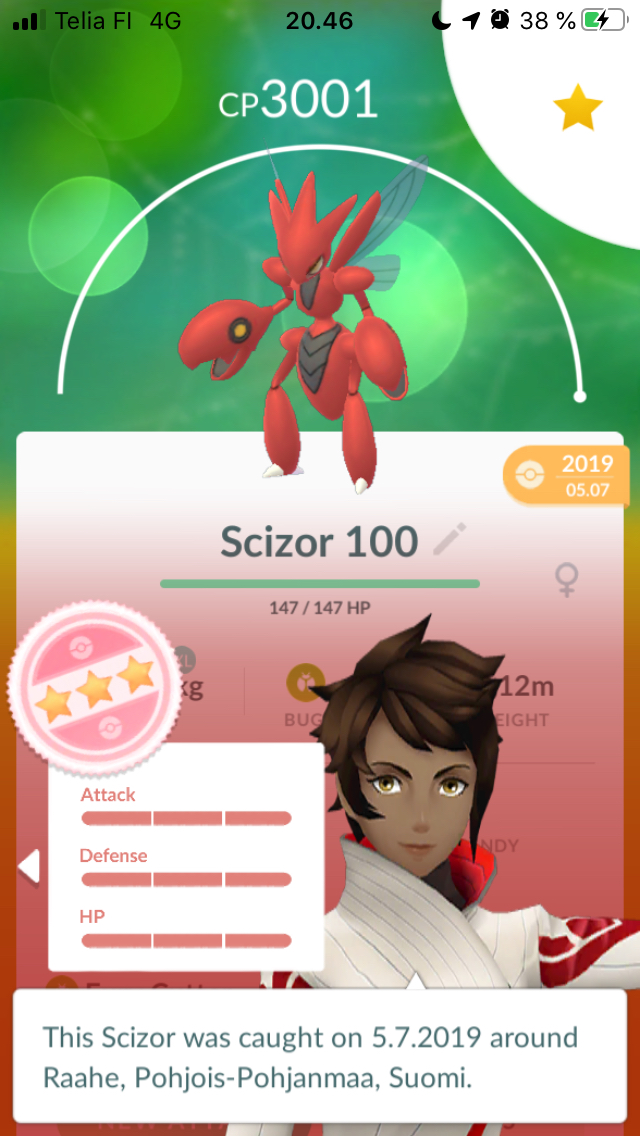 Telia FI 4G 20.46 38 %
CP3001
2019
05.07
Scizor 100
147 / 147 HP
XL
kg
12m
BUG
EIGHT
Attack
NDY
Defense
HP
This Scizor was caught on 5.7.2019 around
Raahe, Pohjois-Pohjanmaa, Suomi.